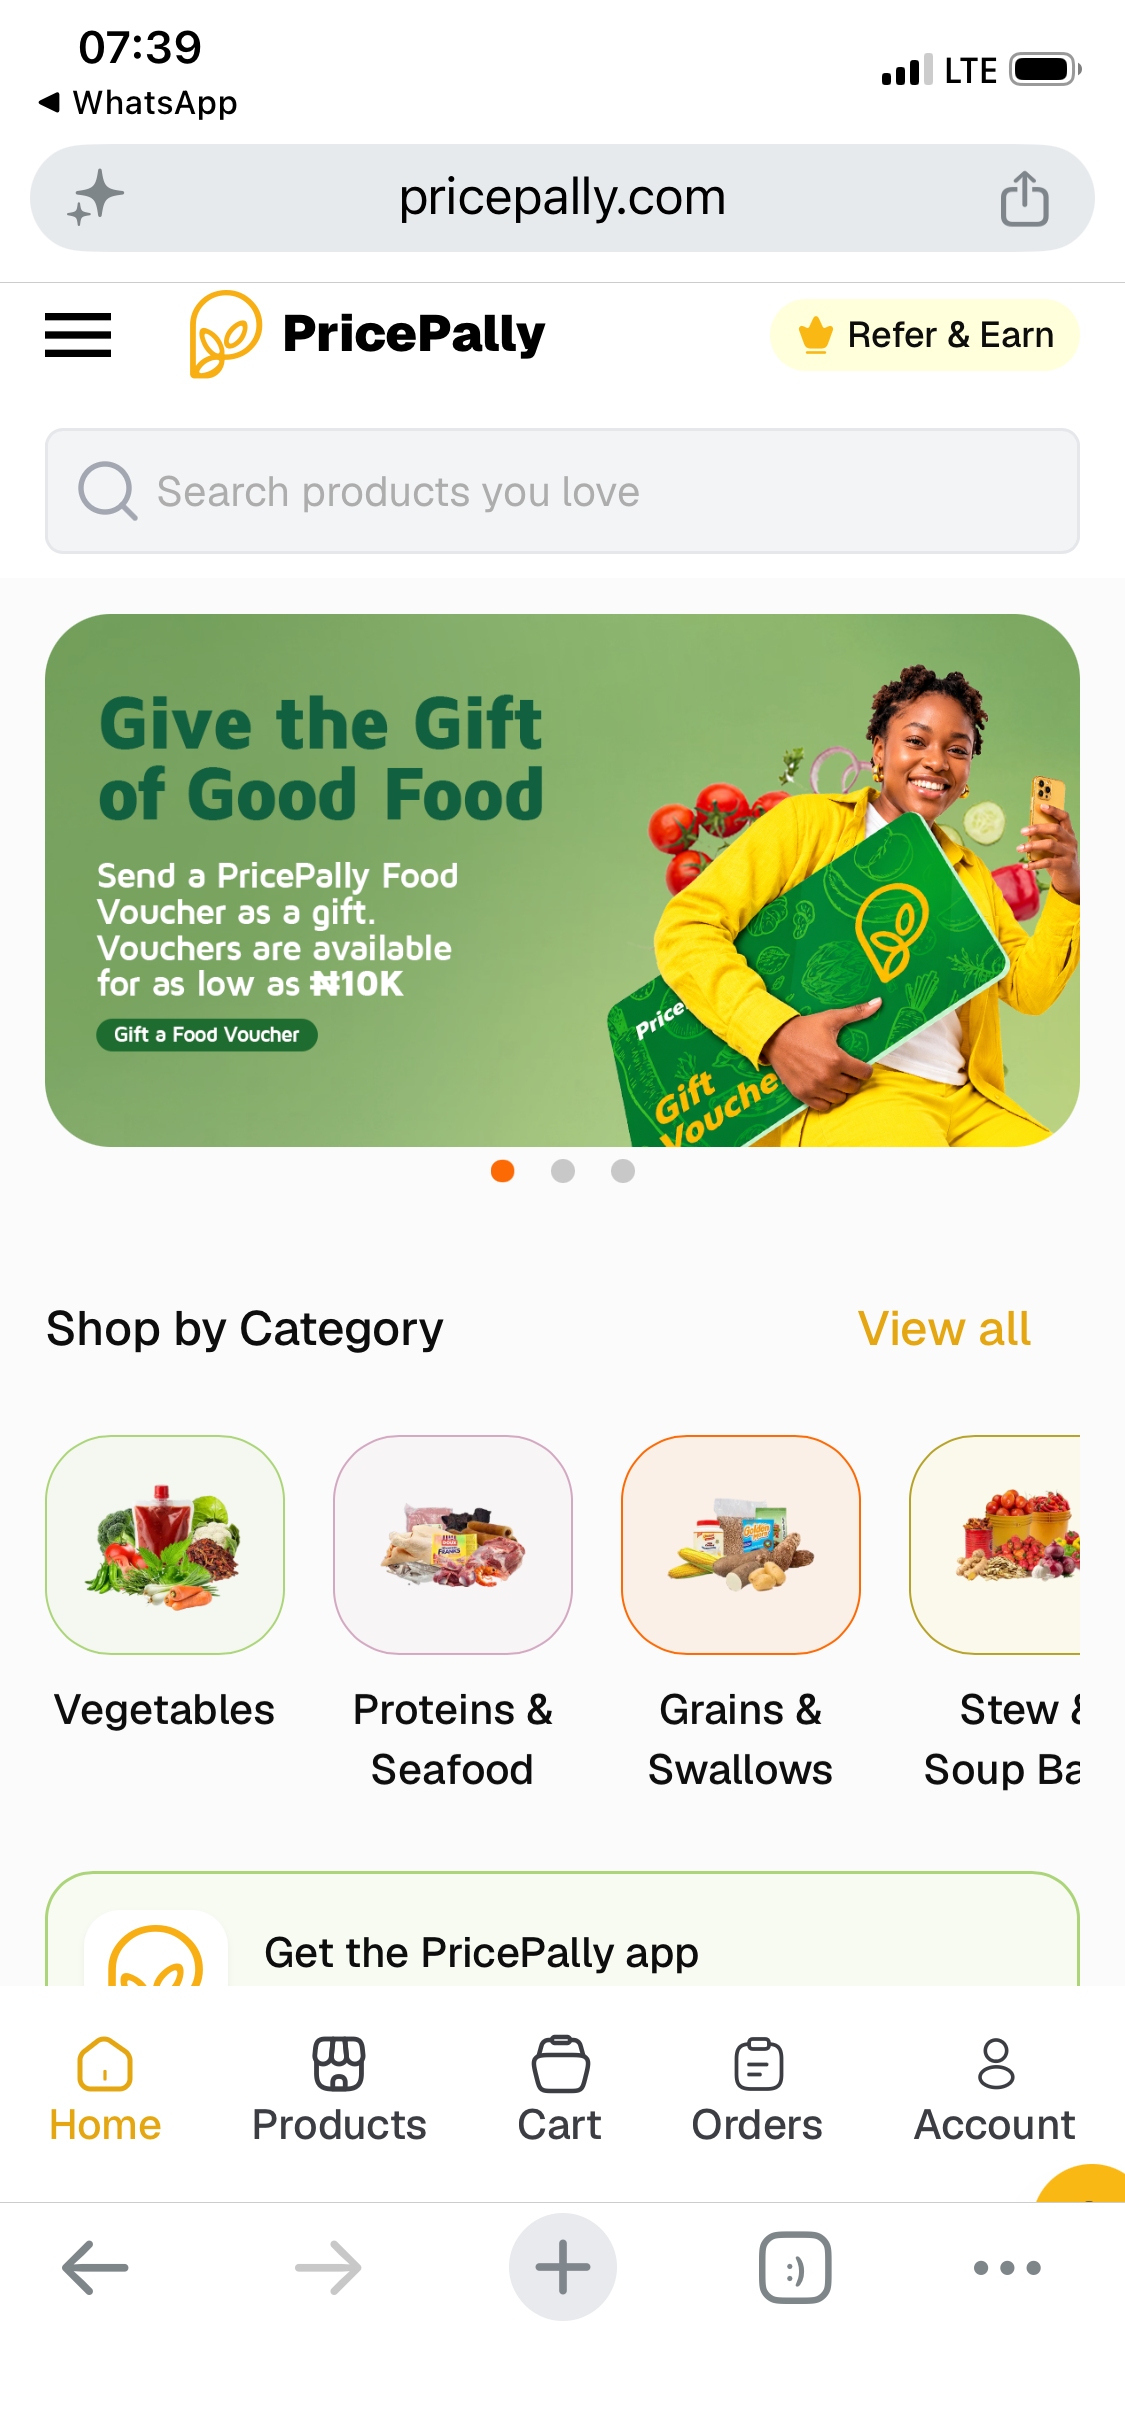 07:39
WhatsApp
LTE
pricepally.com
PricePally
Refer & Earn
Search products you love
Give the Gift
of Good Food
Send a PricePally Food
Voucher as a gift.
Vouchers are available
for as low as ₦10K
Gift a Food Voucher
Price
Gift
Vouche
Shop by Category
View all
Vegetables
Proteins &
Seafood
Grains &
Swallows
Stew &
Soup Ba
Get the PricePally app
Home
Products
Cart
Orders
Account
:)